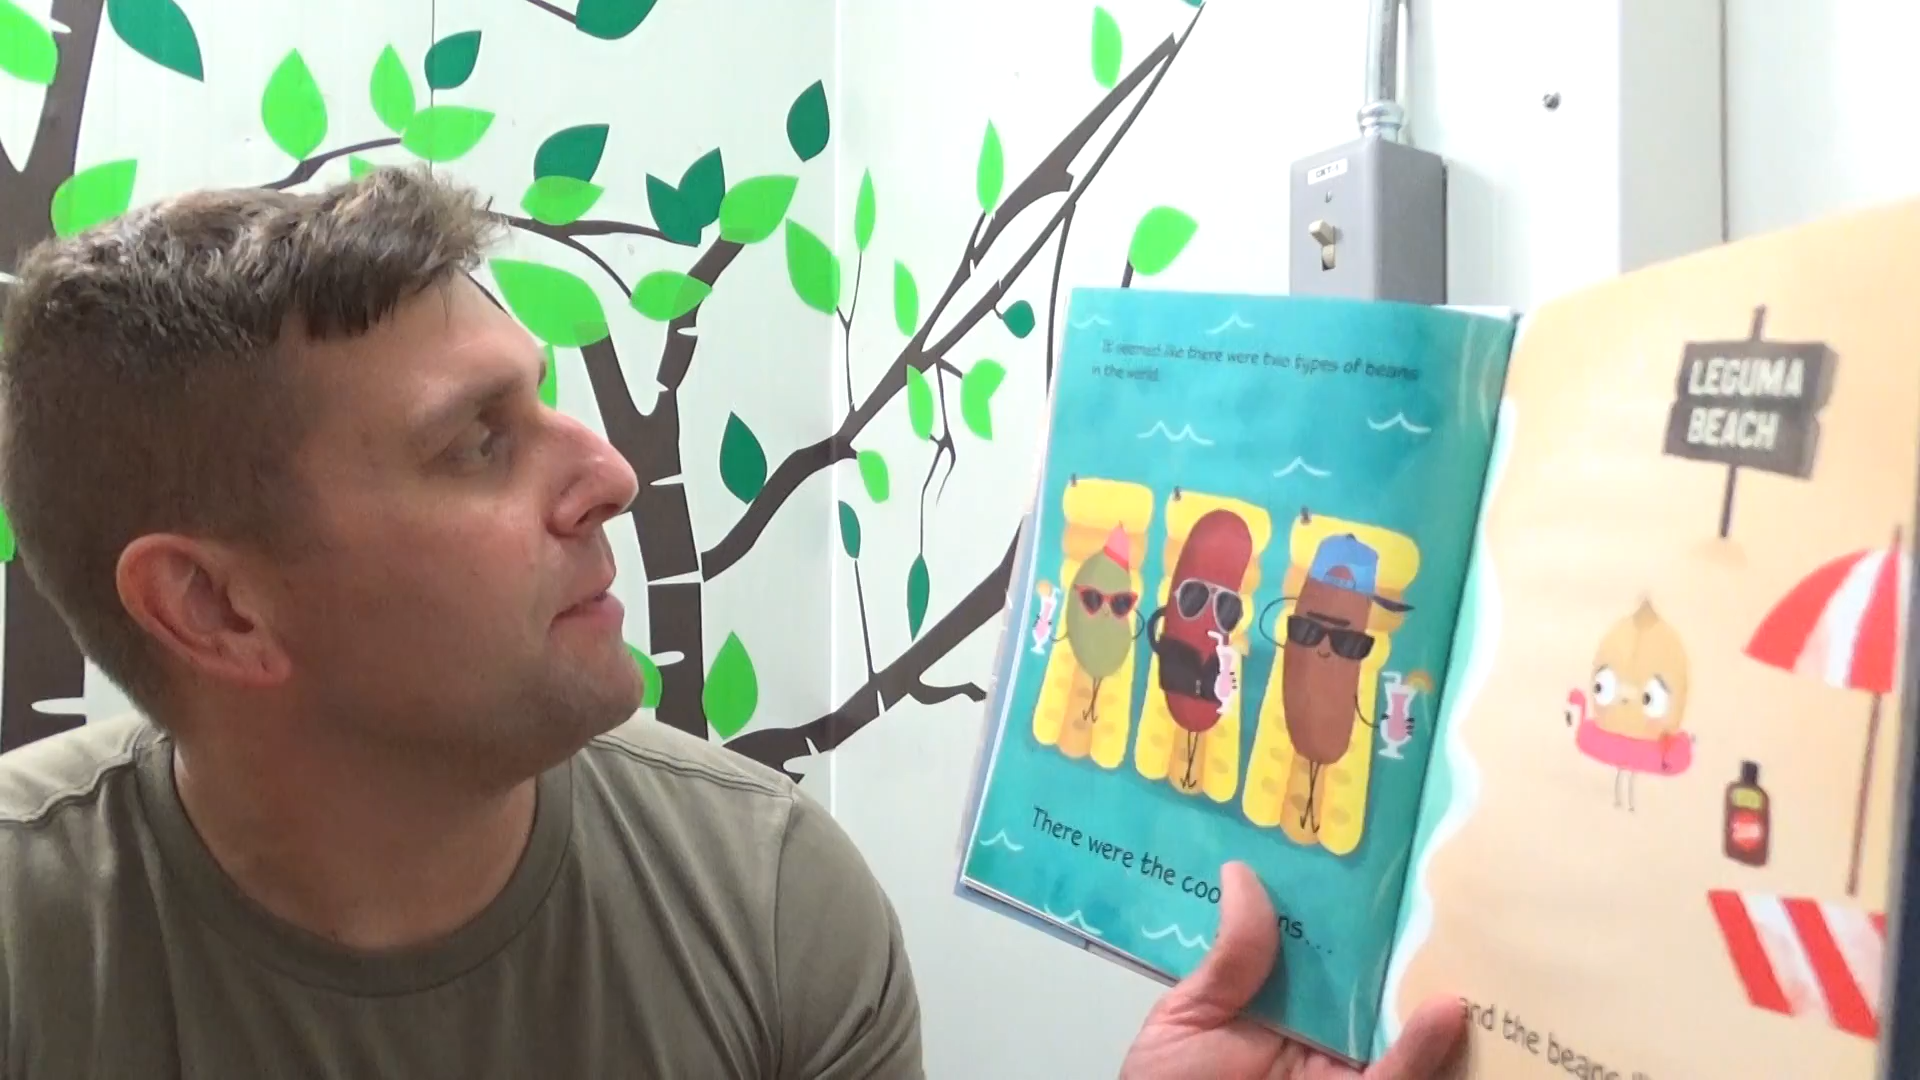 It seemed like there were two types of beans
in the world.
There were the coo ns...
LEGUMA
BEACH
and the beans